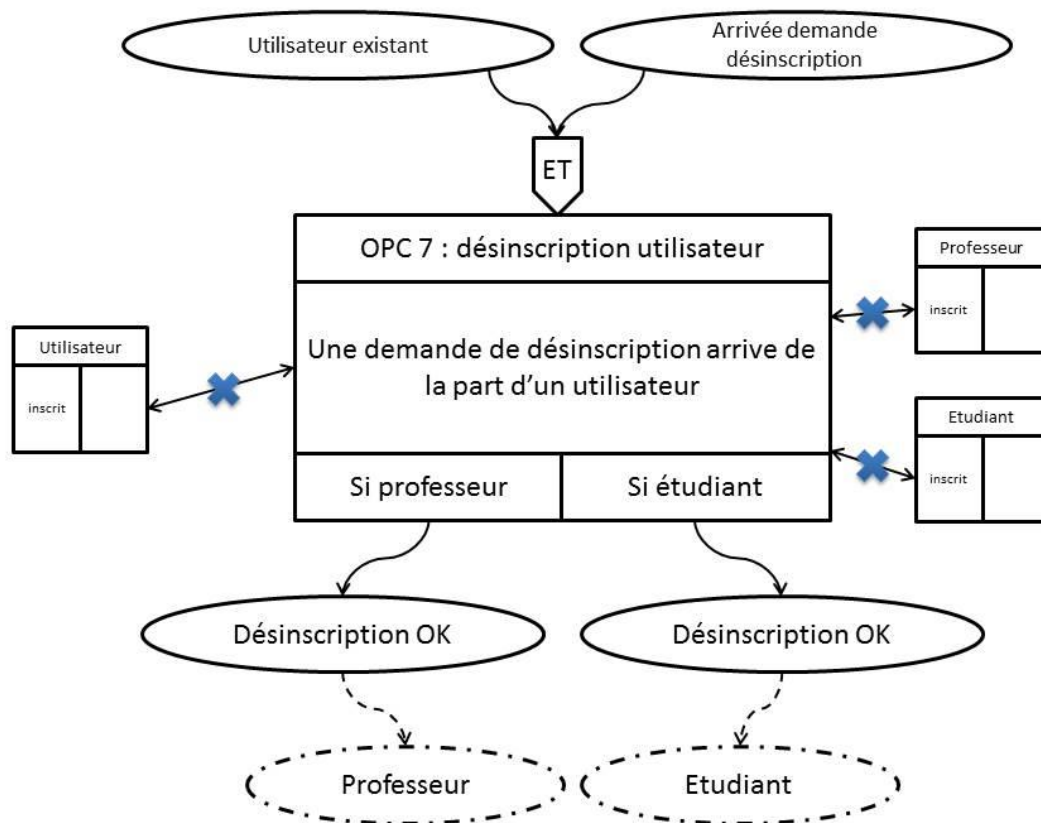 Utilisateur existant
Arrivée demande
désinscription
ET
OPC 7 : désinscription utilisateur
Professeur
inscrit
Utilisateur
inscrit
Une demande de désinscription arrive de
la part d’un utilisateur
Etudiant
inscrit
Si professeur
Si étudiant
Désinscription OK
Désinscription OK
Professeur
Etudiant